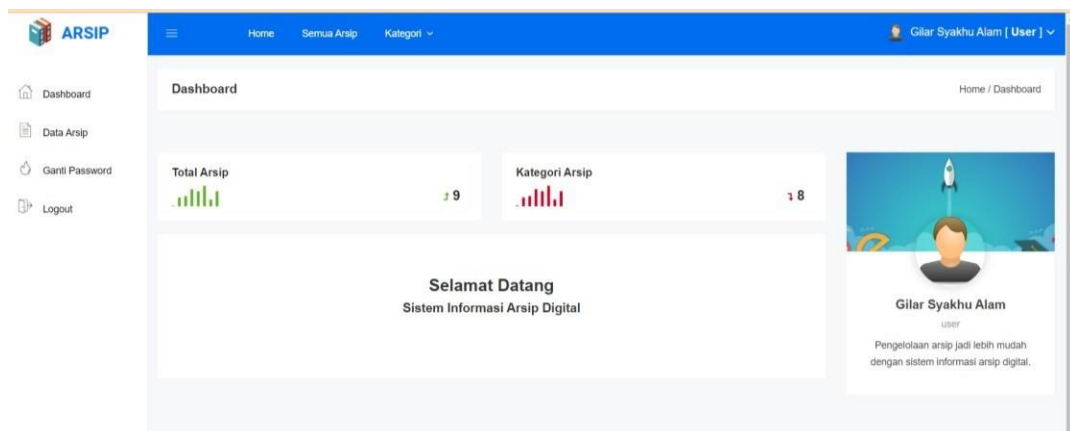 ARSIP
Home Semua Arsip Kategori
Gilar Syakhu Alam [ User ]
Dashboard
Data Arsip
Ganti Password
Logout
Dashboard
Home / Dashboard
Total Arsip
9
Kategori Arsip
8
Selamat Datang
Sistem Informasi Arsip Digital
Gilar Syakhu Alam
user
Pengelolaan arsip jadi lebih mudah
dengan sistem informasi arsip digital.